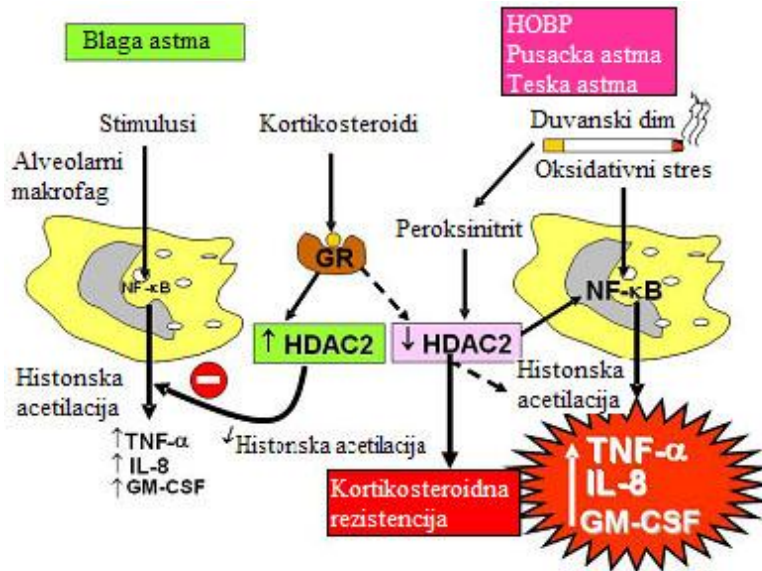 Blaga astma
HOBP
Pusacka astma
Teska astma
Stimulusi
Kortikosteroidi
Duvanski dim
Alveolarni
makrofag
Oksidativni stres
Peroksinitrit
GR
NF-κB
NF-κB
↑ HDAC2
↓ HDAC2
Histonska
acetilacija
Histonska
acetilacija
↑TNF-α
↑ IL-8
↑ GM-CSF
↓Histonska acetilacija
Kortikosteroidna
rezistencija
↑ TNF-α
IL-8
GM-CSF